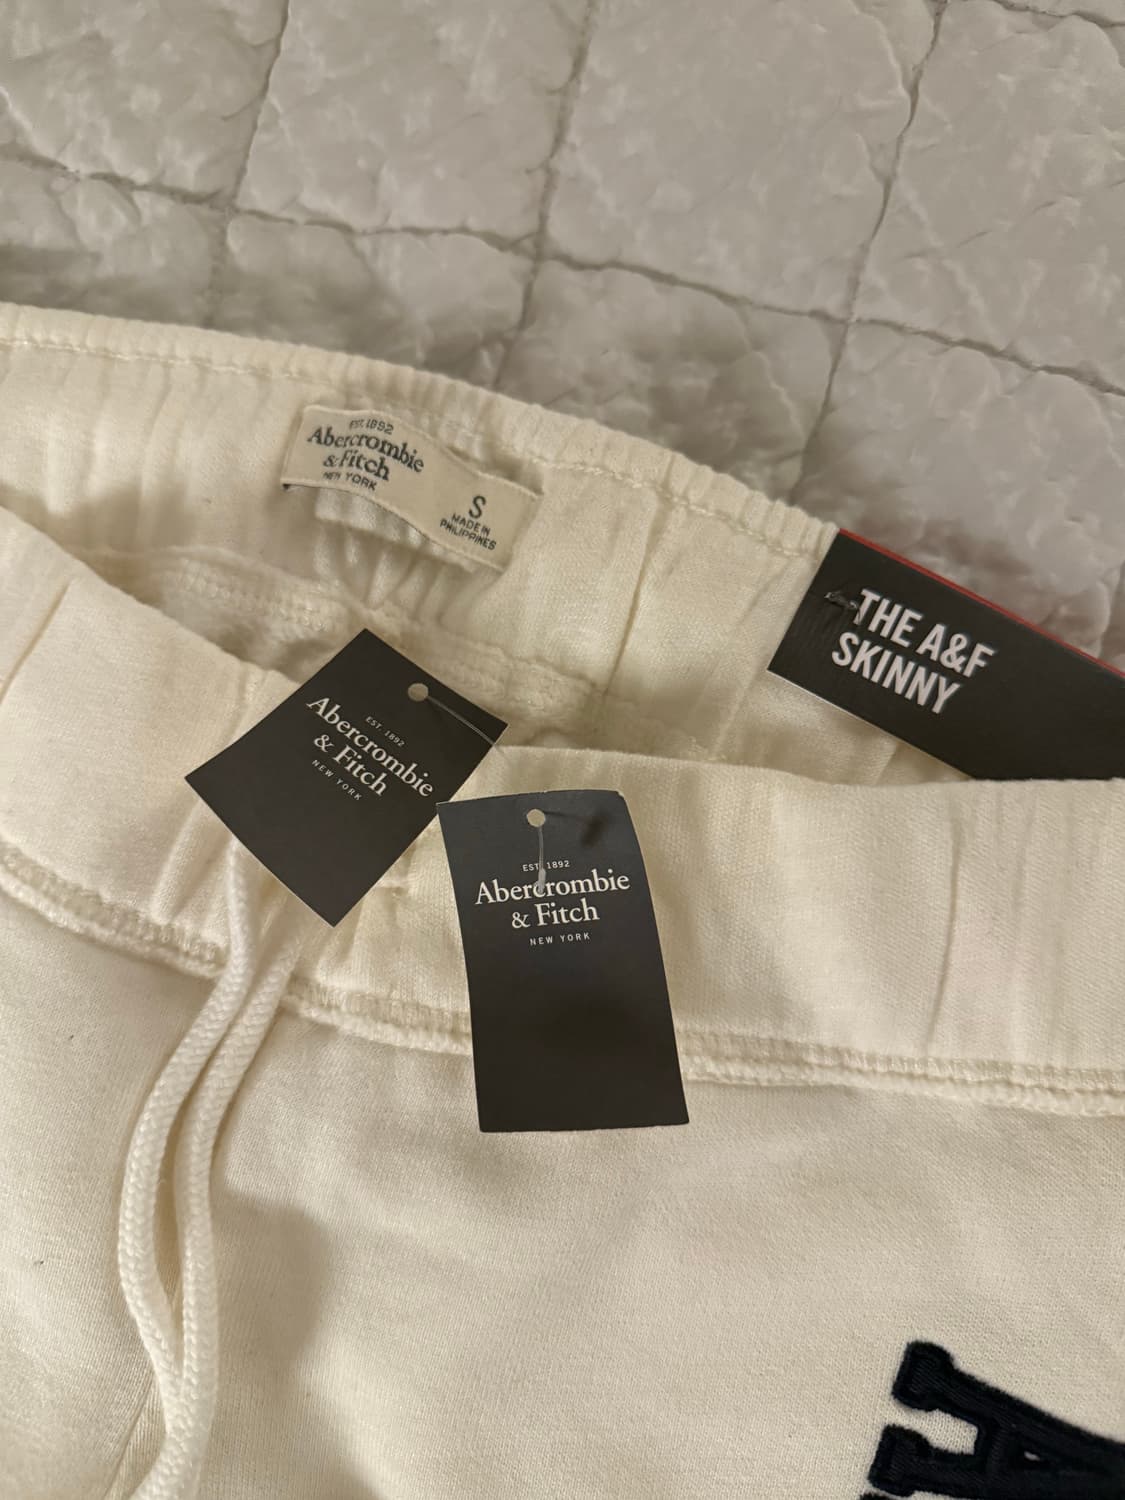 EST. 1892
Abercrombie
& Fitch
NEW YORK
S
MADE IN
PHILIPPINES
THE A&F
SKINNY
EST. 1892
Abercrombie
& Fitch
NEW YORK
EST. 1892
Abercrombie
& Fitch
NEW YORK
A